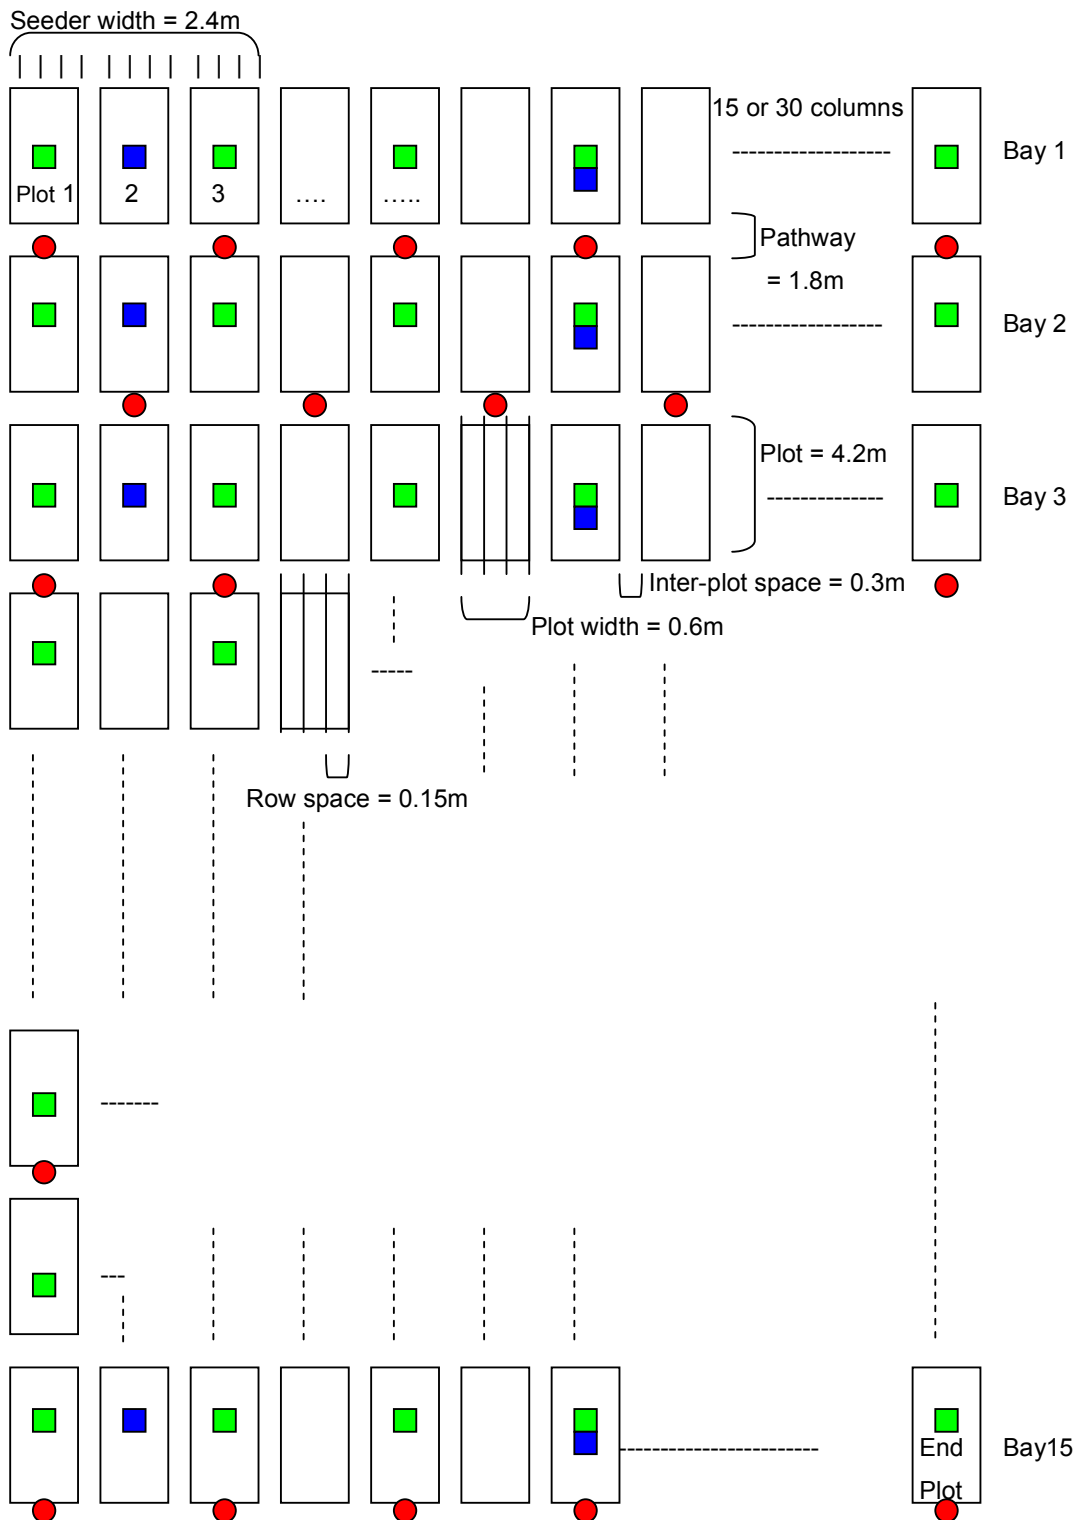 Seeder width = 2.4m
15 or 30 columns
Bay 1
Plot 1
2
3
....
.....
Pathway
= 1.8m
Bay 2
Plot = 4.2m
Bay 3
Inter-plot space = 0.3m
Plot width = 0.6m
Row space = 0.15m
End
Plot
Bay15